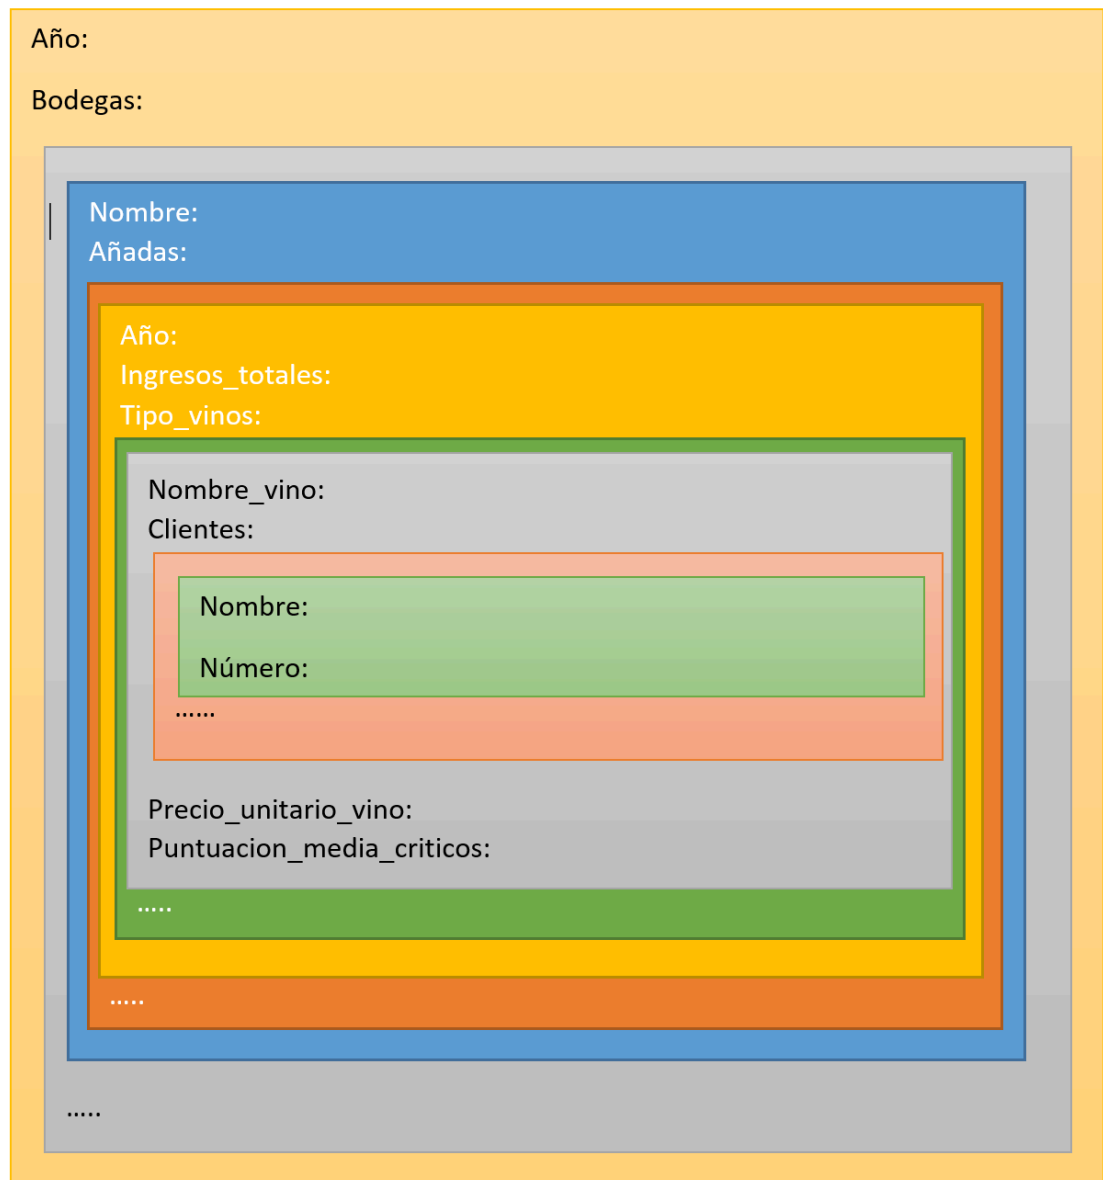 Año:
Bodegas:
Nombre:
Añadas:
Año:
Ingresos_totales:
Tipo_vinos:
Nombre_vino:
Clientes:
Nombre:
Número:
......
Precio_unitario_vino:
Puntuacion_media_criticos:
.....
.....
.....